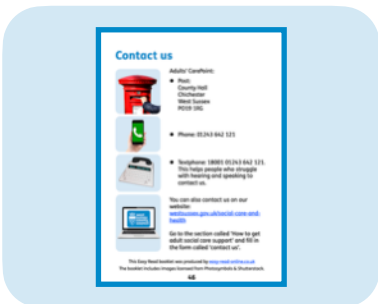 Contact us
Adults' CarePoint:
● Post:
County Hall
Chichester
West Sussex
PO19 1RG
● Phone: 01243 642 121
● Textphone: 18001 01243 642 121.
This helps people who struggle
with hearing and speaking to
contact us.
You can also contact us on our
website:
westsussex.gov.uk/social-care-and-
health
Go to the section called 'How to get
adult social care support' and fill in
the form called 'contact us'.
This Easy Read booklet was produced by easy-read-online.co.uk
The booklet includes images licensed from Photosymbols & Shutterstock.
48